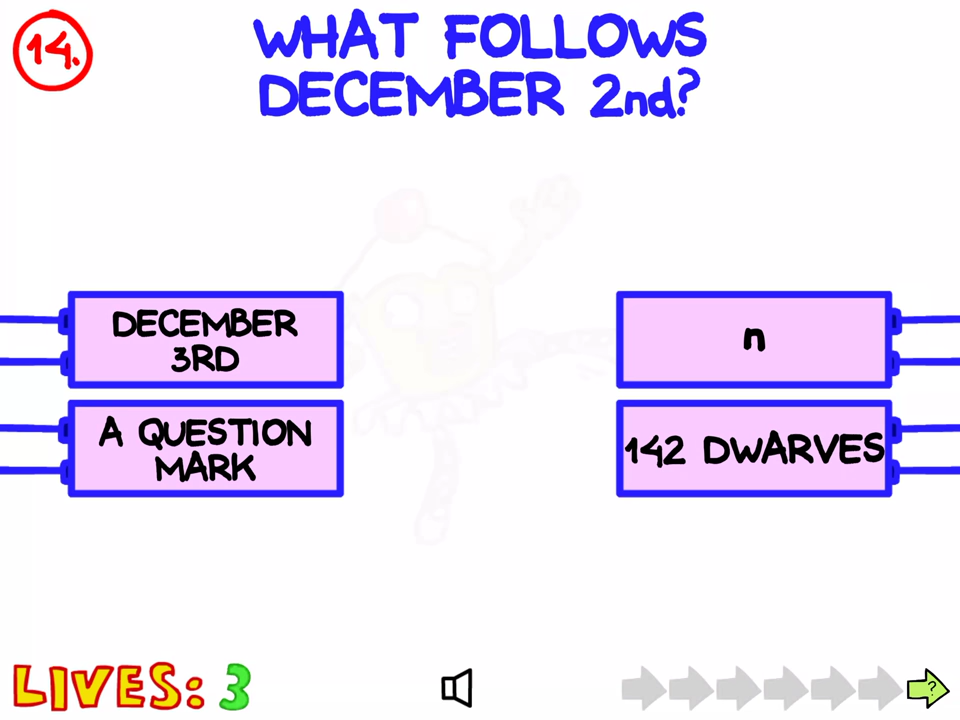 14.
WHAT FOLLOWS
DECEMBER 2nd?
DECEMBER
3RD
n
A QUESTION
MARK
142 DWARVES
LIVES: 3
?